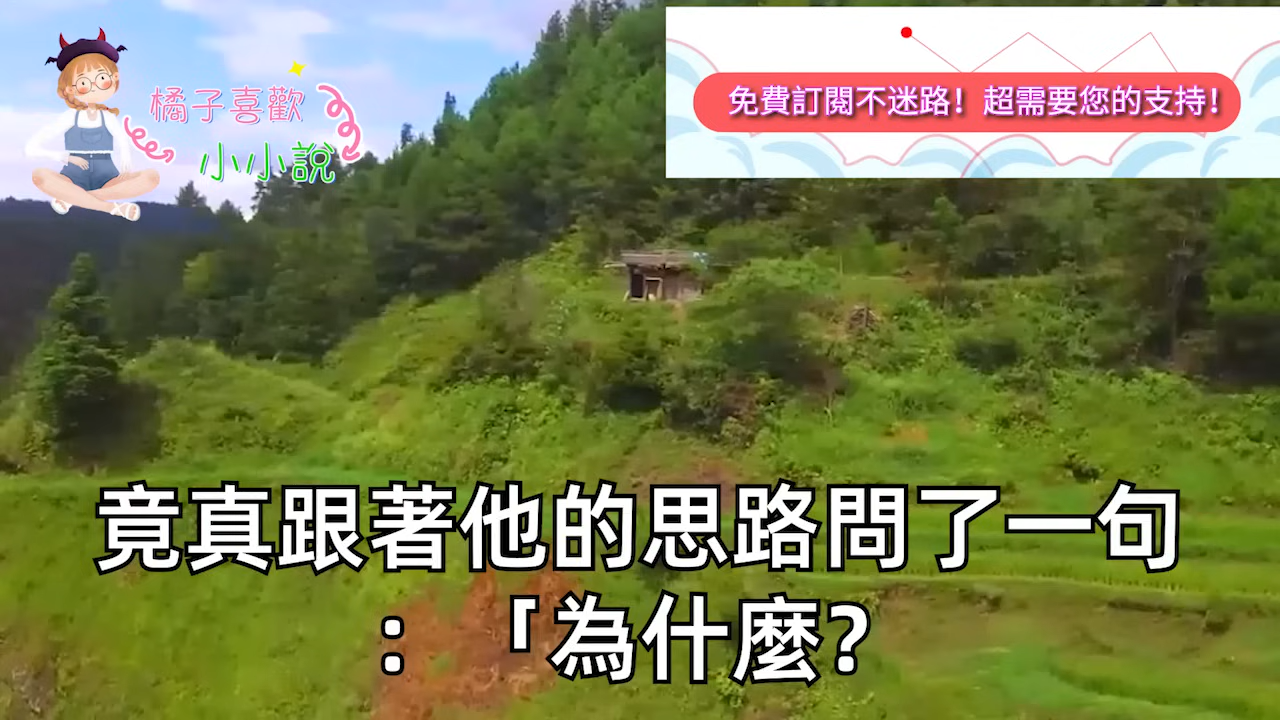 橘子喜歡
小小說
免費訂閱不迷路！超需要您的支持！
竟真跟著他的思路問了一句
：「為什麼？